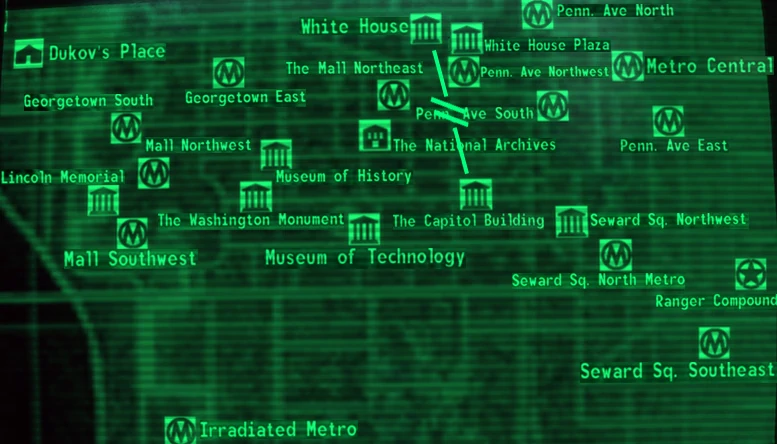 Penn. Ave North
White House
White House Plaza
Dukov's Place
The Mall Northeast
Penn. Ave Northwest
Metro Central
Georgetown South
Georgetown East
Penn. Ave South
Mall Northwest
The National Archives
Penn. Ave East
Lincoln Memorial
Museum of History
The Washington Monument
The Capitol Building
Seward Sq. Northwest
Mall Southwest
Museum of Technology
Seward Sq. North Metro
Ranger Compound
Seward Sq. Southeast
Irradiated Metro